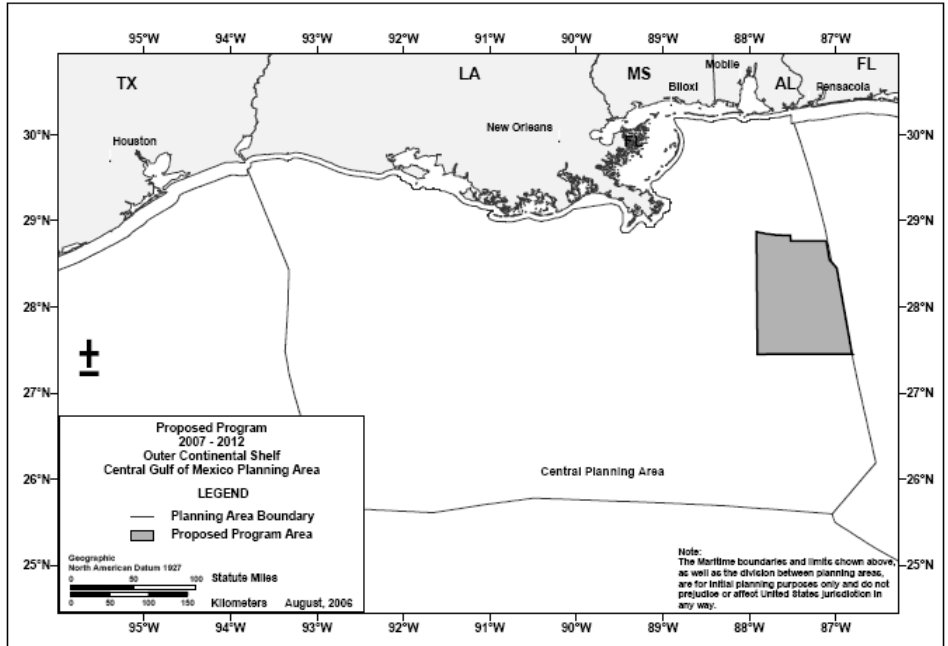 95°W 94°W 93°W 92°W 91°W 90°W 89°W 88°W 87°W
TX LA MS Mobile AL FL
Biloxi Pensacola
New Orleans
Houston
FL
30°N 30°N
29°N 29°N
28°N 28°N
27°N 27°N
26°N 26°N
25°N 25°N
Central Planning Area
Proposed Program
2007 - 2012
Outer Continental Shelf
Central Gulf of Mexico Planning Area
LEGEND
Planning Area Boundary
Proposed Program Area
Geographic
North American Datum 1927
0 50 100 Statute Miles
0 50 100 150 Kilometers August, 2006
Note:
The Maritime boundaries and limits shown above,
as well as the division between planning areas,
are for initial planning purposes only and do not
prejudice or affect United States jurisdiction in
any way.
95°W 94°W 93°W 92°W 91°W 90°W 89°W 88°W 87°W